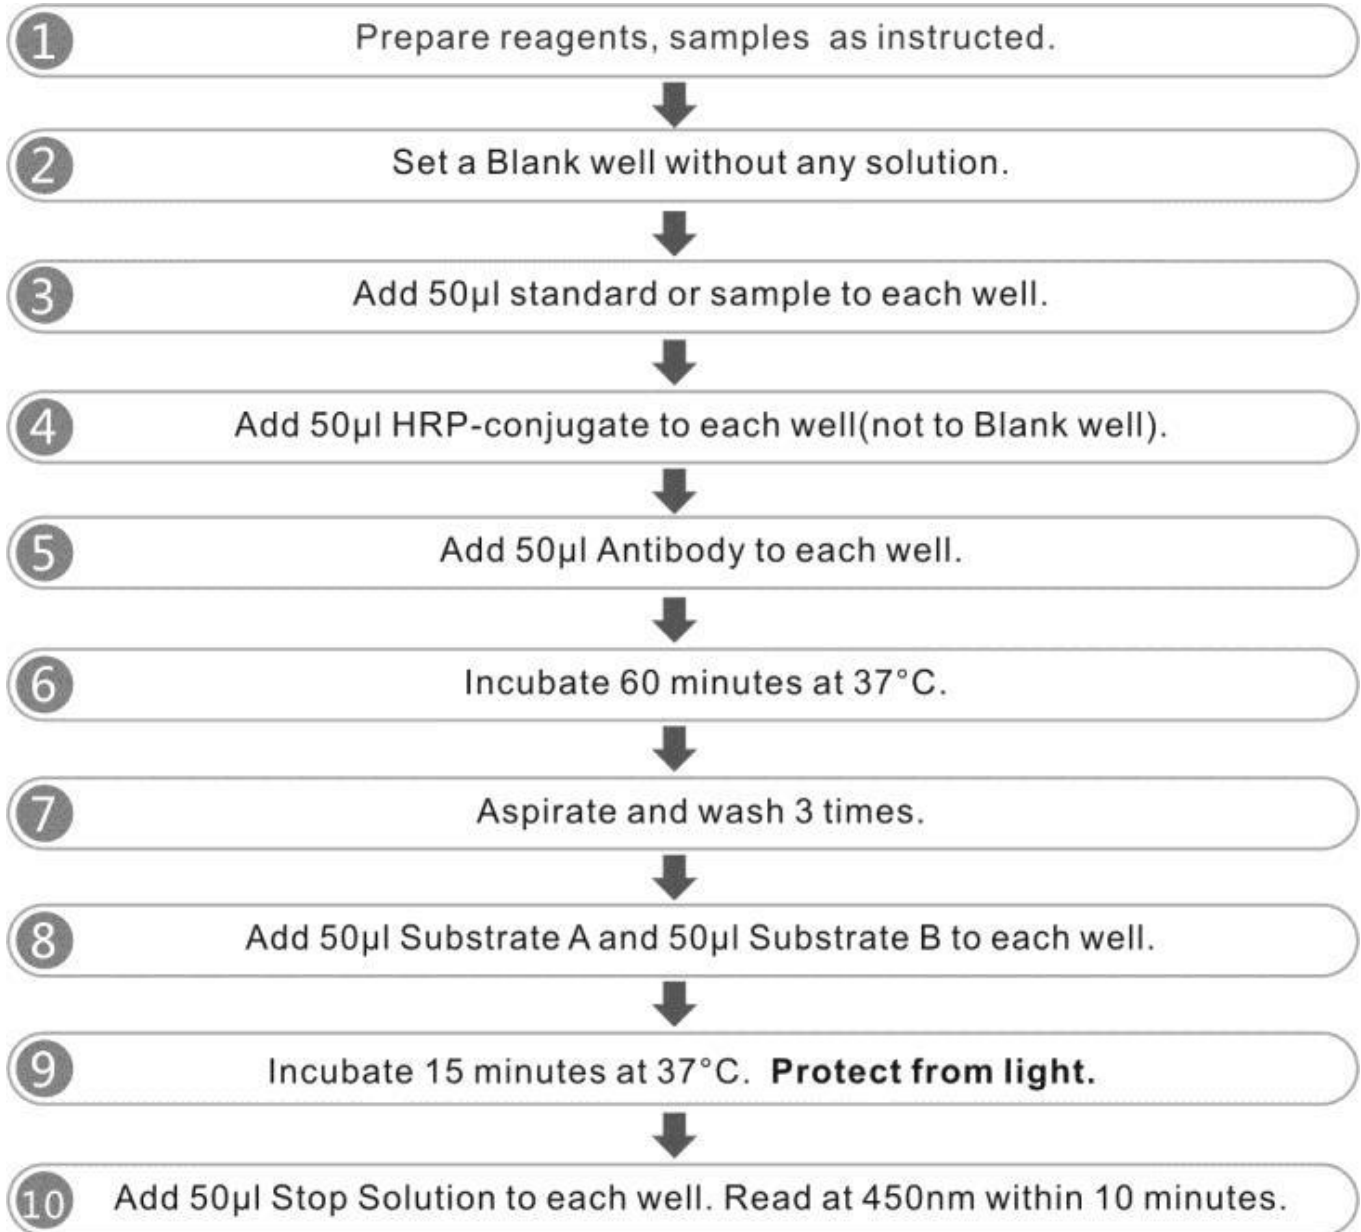 1 Prepare reagents, samples as instructed.
2 Set a Blank well without any solution.
3 Add 50µl standard or sample to each well.
4 Add 50µl HRP-conjugate to each well(not to Blank well).
5 Add 50µl Antibody to each well.
6 Incubate 60 minutes at 37°C.
7 Aspirate and wash 3 times.
8 Add 50µl Substrate A and 50µl Substrate B to each well.
9 Incubate 15 minutes at 37°C. Protect from light.
10 Add 50µl Stop Solution to each well. Read at 450nm within 10 minutes.